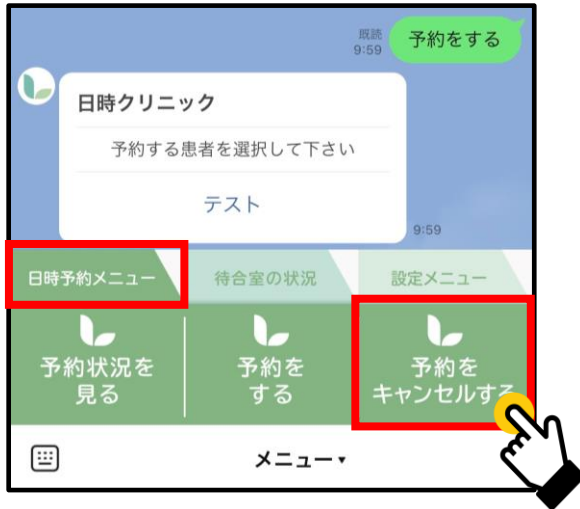 既読
9:59
予約をする
日時クリニック
予約する患者を選択して下さい
テスト
9:59
日時予約メニュー
待合室の状況
設定メニュー
予約状況を
見る
予約を
する
予約を
キャンセルする
メニュー▾